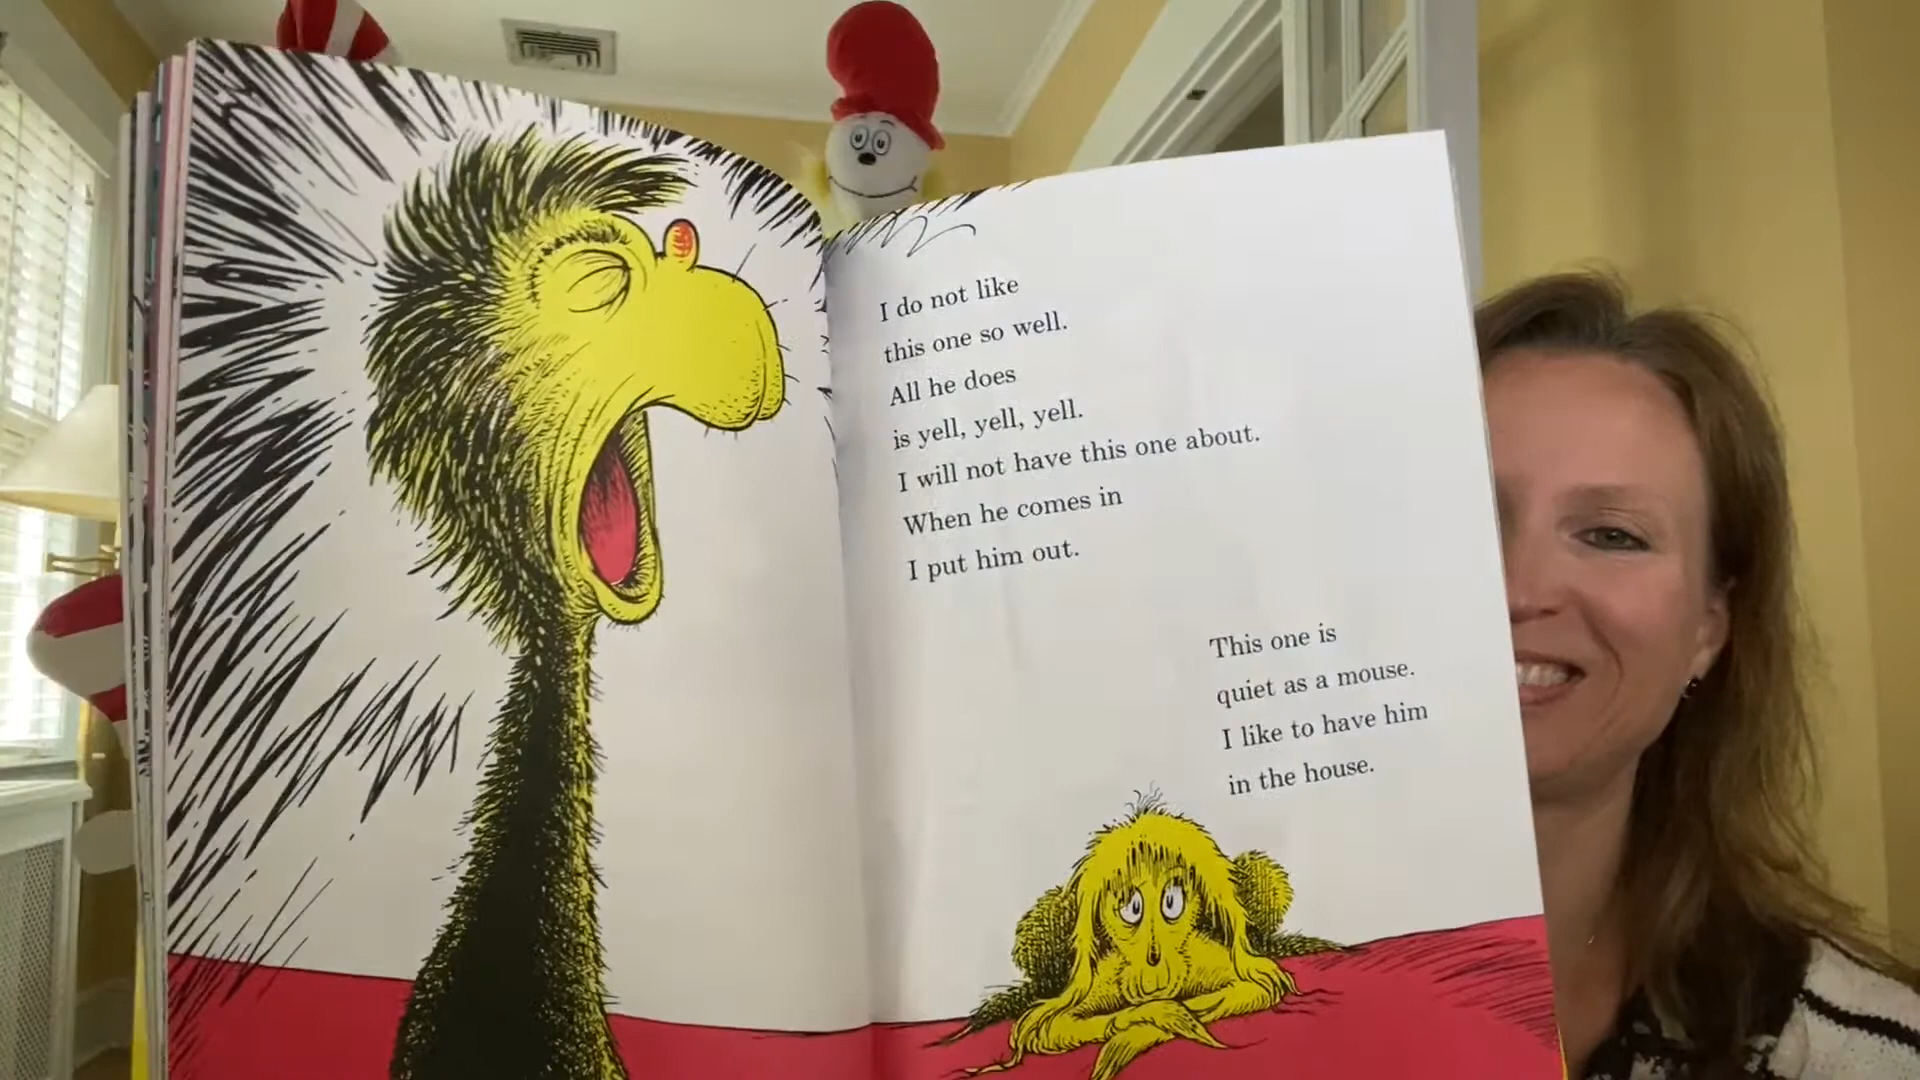 I do not like
this one so well.
All he does
is yell, yell, yell.
I will not have this one about.
When he comes in
I put him out.
This one is
quiet as a mouse.
I like to have him
in the house.